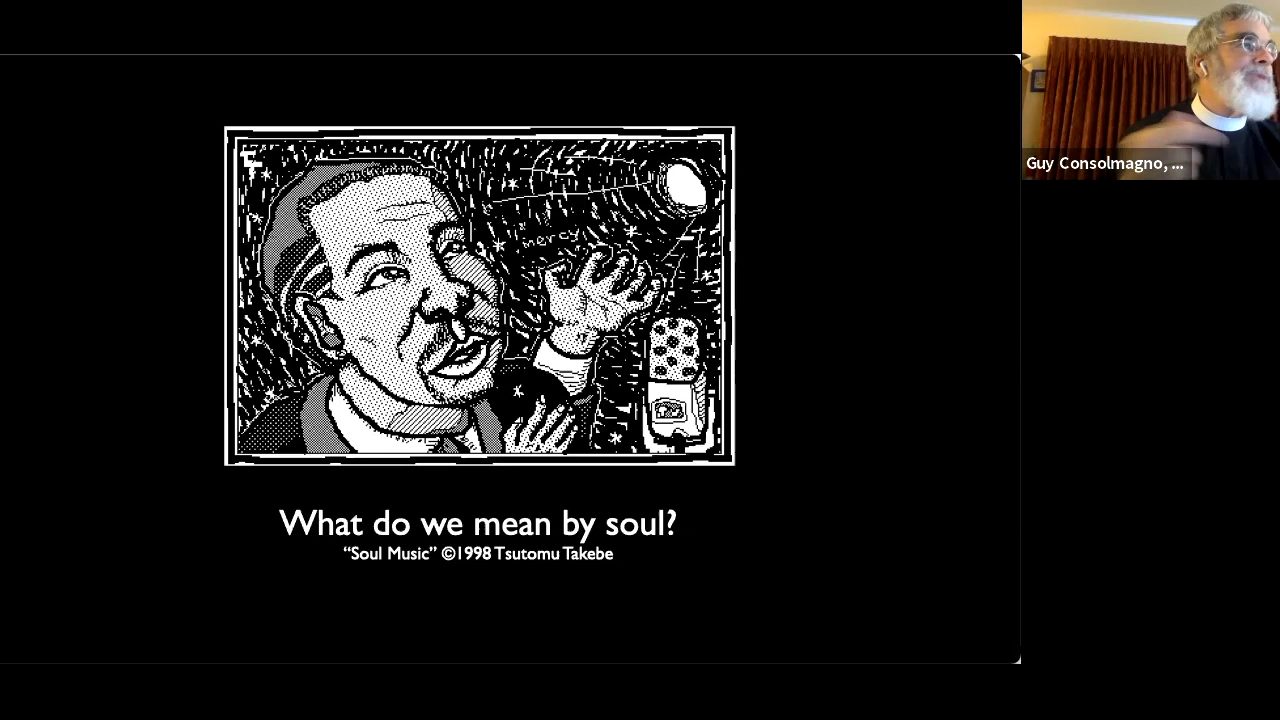 mercy
What do we mean by soul?
“Soul Music” ©1998 Tsutomu Takebe
Guy Consolmagno, ...